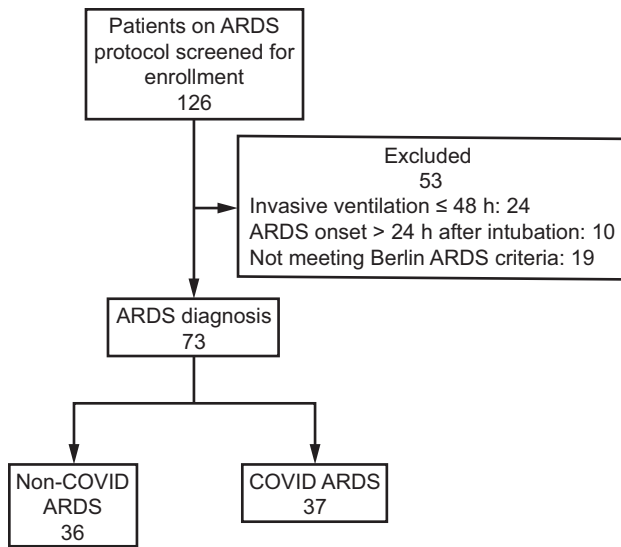 Patients on ARDS
protocol screened for
enrollment
126
Excluded
53
Invasive ventilation ≤ 48 h: 24
ARDS onset > 24 h after intubation: 10
Not meeting Berlin ARDS criteria: 19
ARDS diagnosis
73
Non-COVID
ARDS
36
COVID ARDS
37